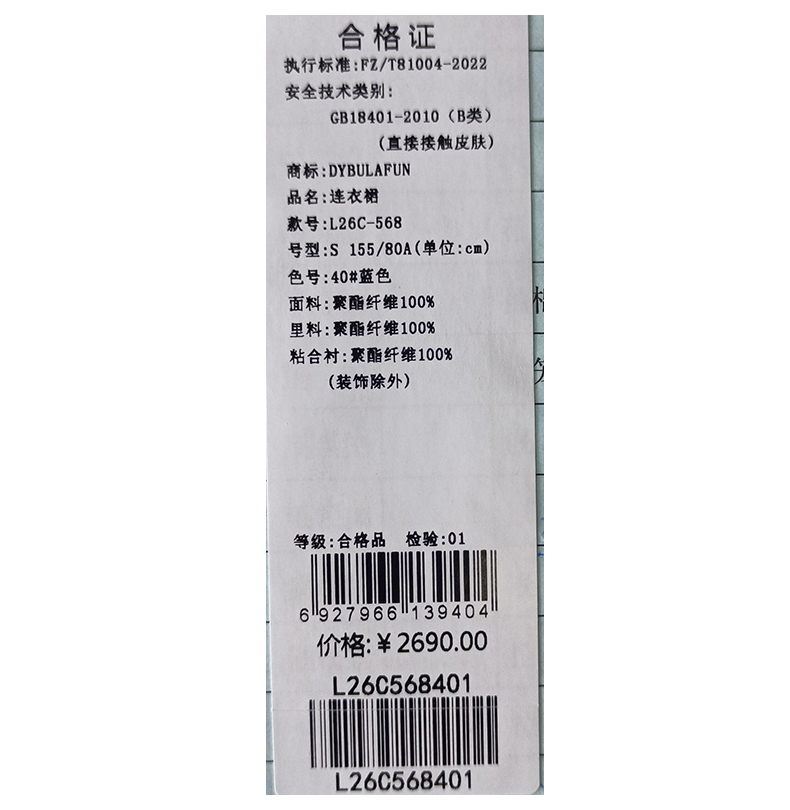 合格证
执行标准:FZ/T81004-2022
安全技术类别:
GB18401-2010（B类）
(直接接触皮肤)
商标:DYBULAFUN
品名:连衣裙
款号:L26C-568
号型:S 155/80A(单位:cm)
色号:40#蓝色
面料:聚酯纤维100%
里料:聚酯纤维100%
粘合衬:聚酯纤维100%
(装饰除外)
等级:合格品 检验:01
6 927966 139404
价格:￥2690.00
L26C568401
L26C568401